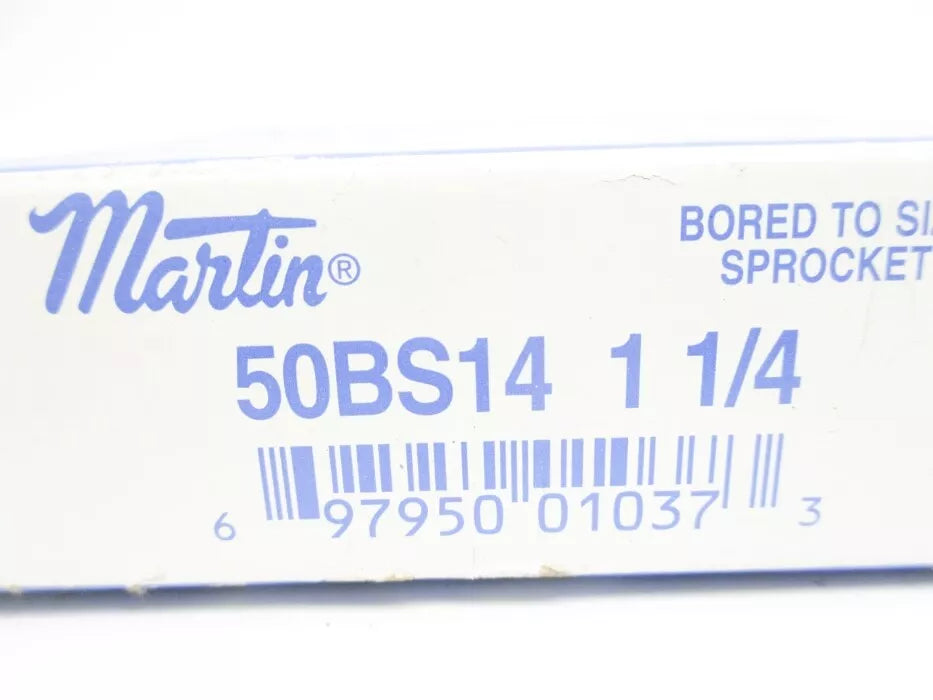 Martin®
BORED TO SI
SPROCKET
50BS14 1 1/4
6 97950 01037 3